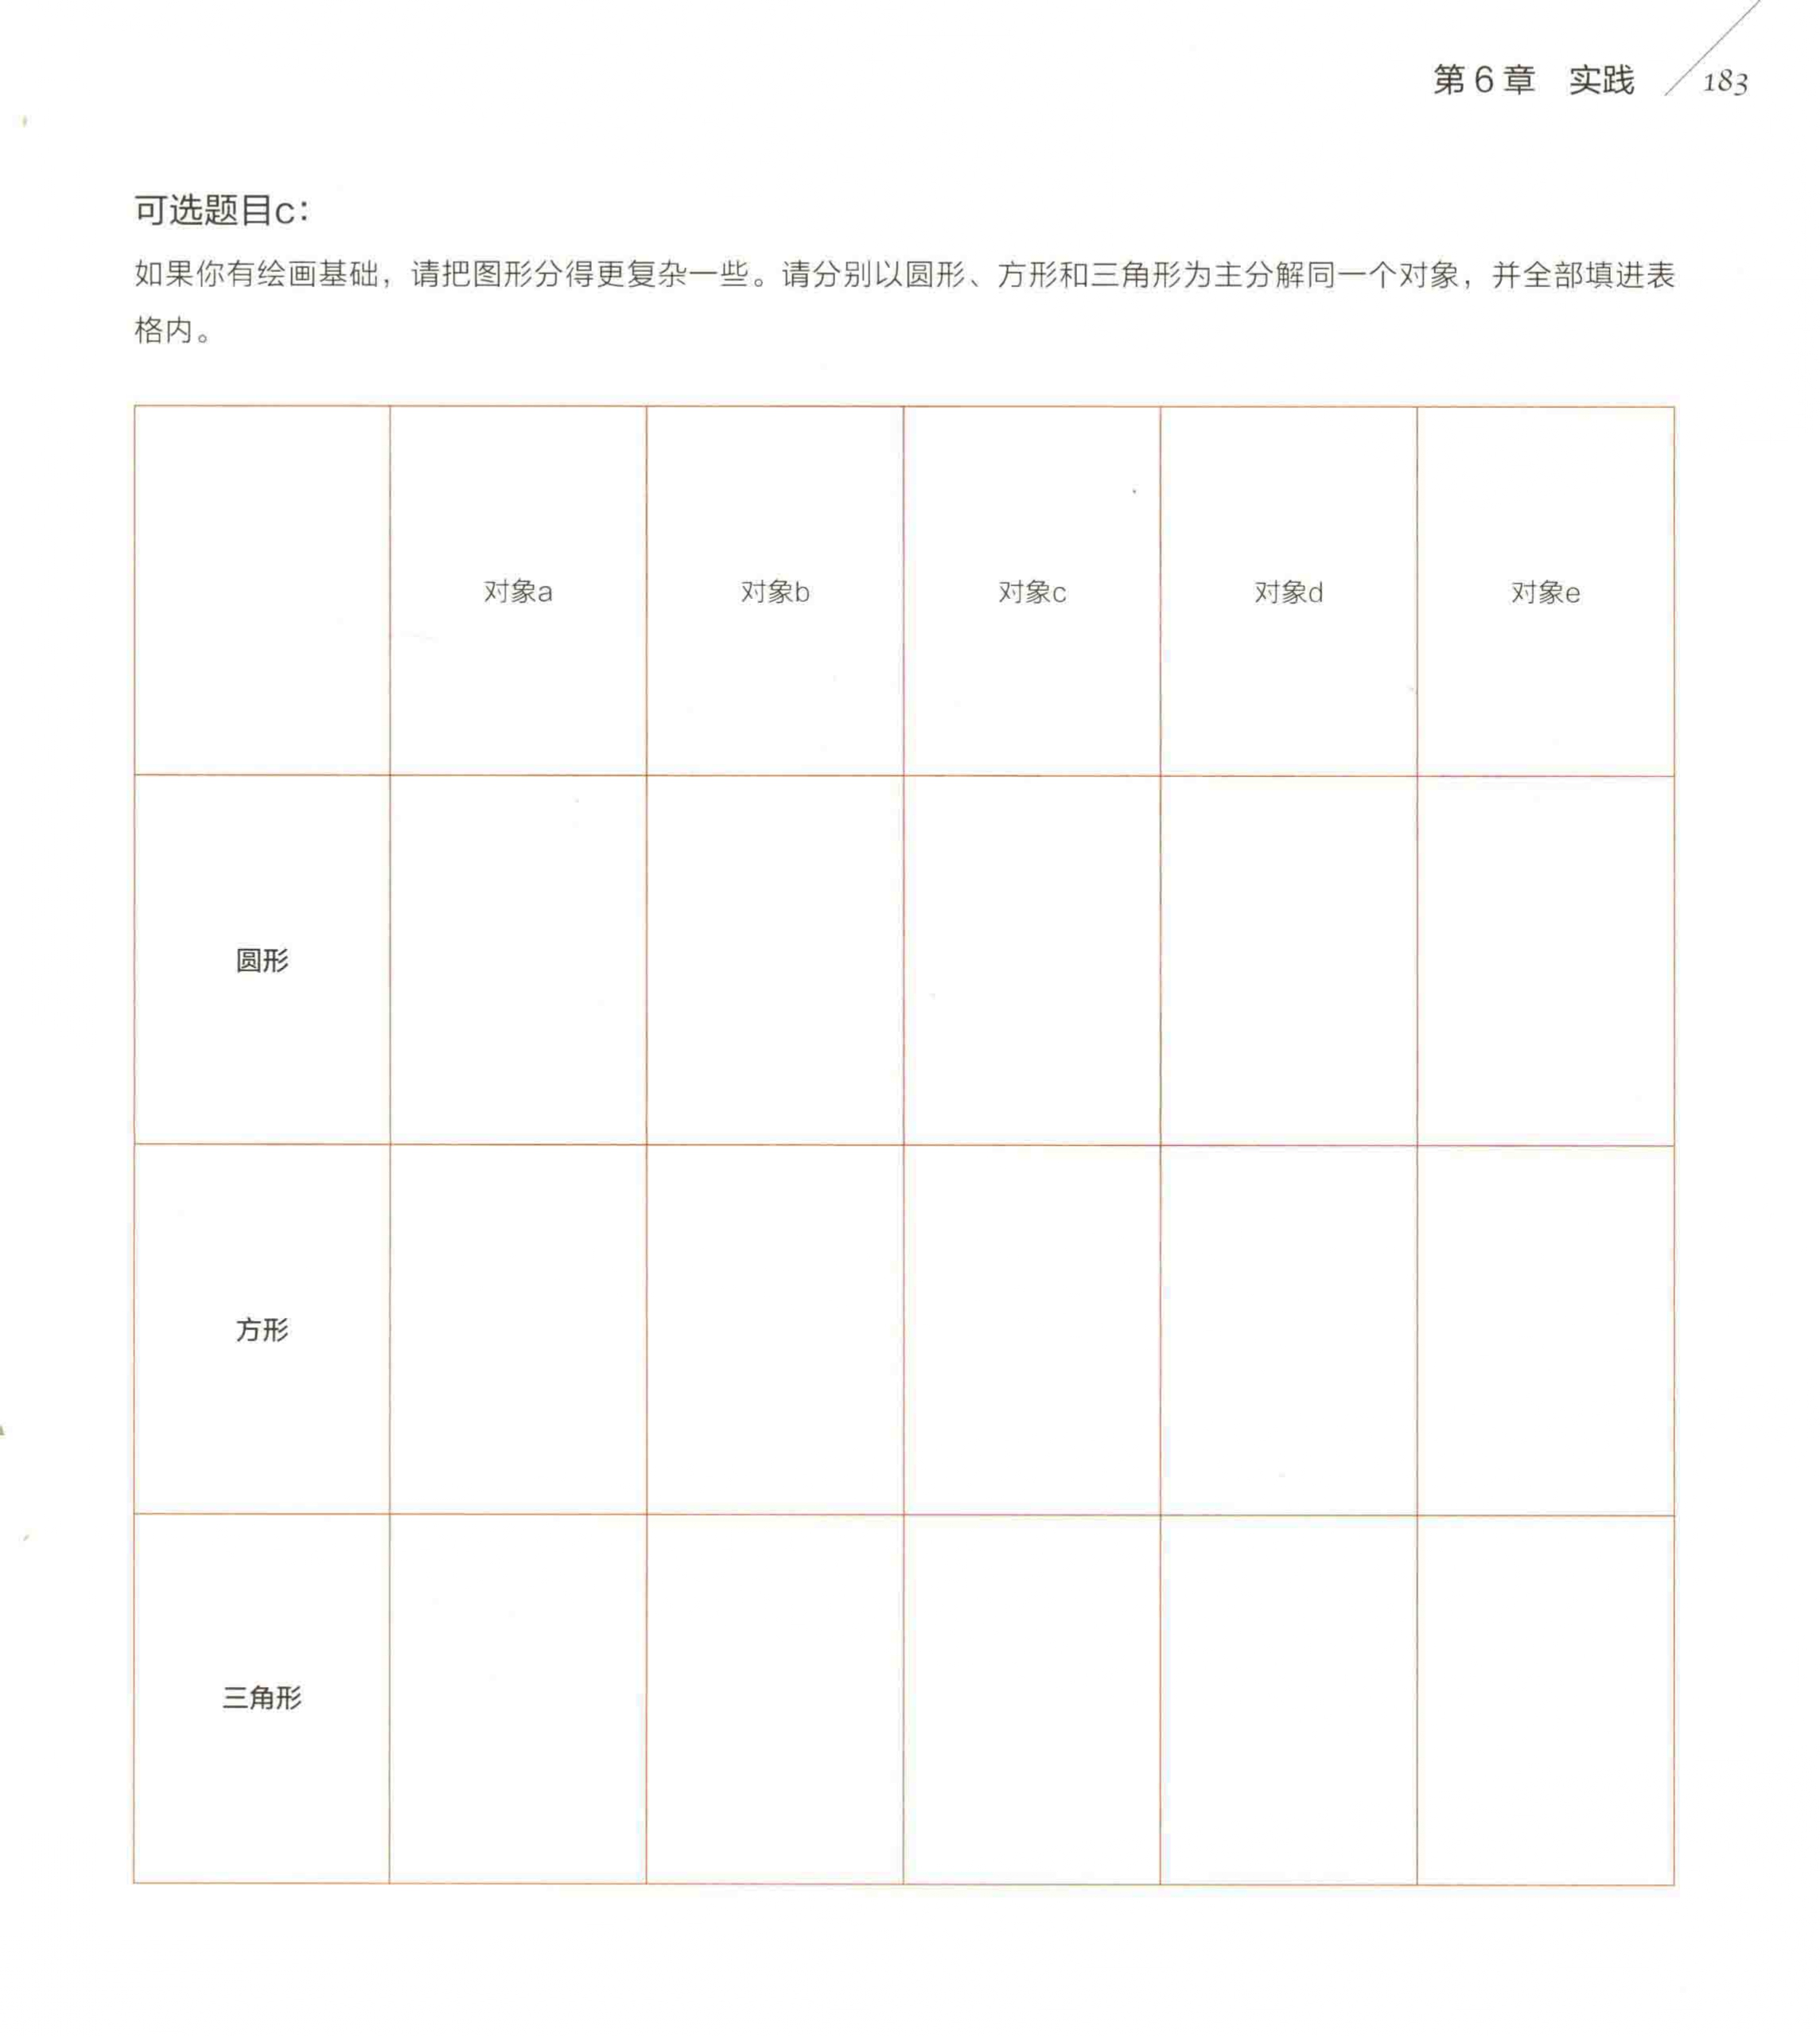 第6章 实践 183
可选题目c：
如果你有绘画基础，请把图形分得更复杂一些。请分别以圆形、方形和三角形为主分解同一个对象，并全部填进表
格内。
对象a 对象b 对象c 对象d 对象e
圆形
方形
三角形